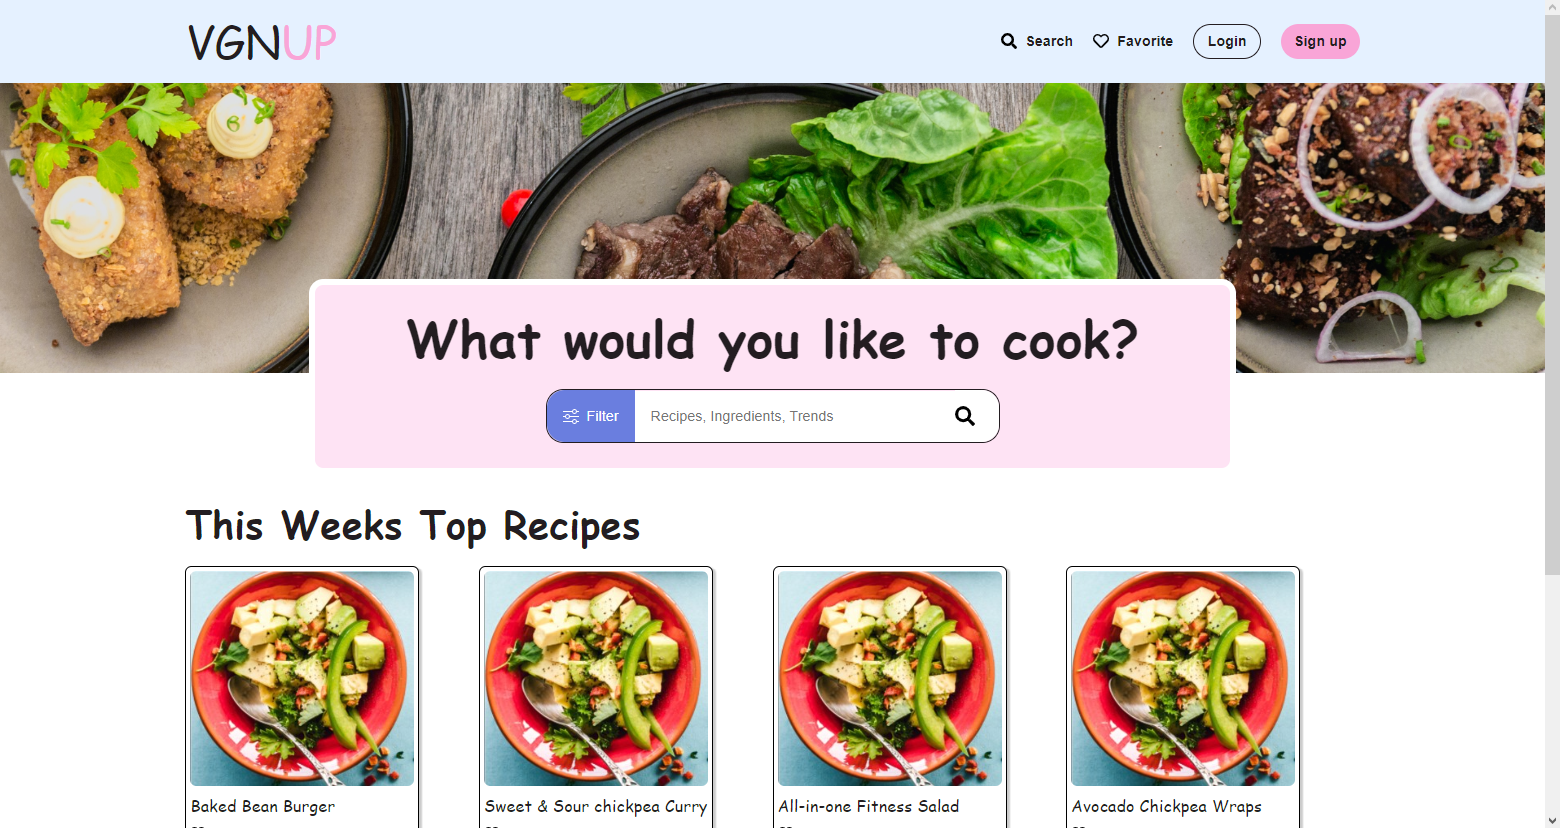 VGNUP
Search Favorite Login Sign up
What would you like to cook?
Filter Recipes, Ingredients, Trends
This Weeks Top Recipes
Baked Bean Burger Sweet & Sour chickpea Curry All-in-one Fitness Salad Avocado Chickpea Wraps